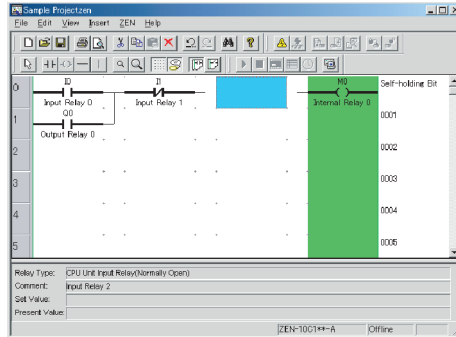 Sample Projectzen
File Edit View Insert ZEN Help
0 I0 I1 M0 Self-holding Bit
Input Relay 0 Input Relay 1 Internal Relay 0
1 Q0 0001
Output Relay 0
2 0002
3 0003
4 0004
5 0005
Relay Type: CPU Unit Input Relay(Normally Open)
Comment: Input Relay 2
Set Value:
Present Value:
ZEN-10C1**-A Offline